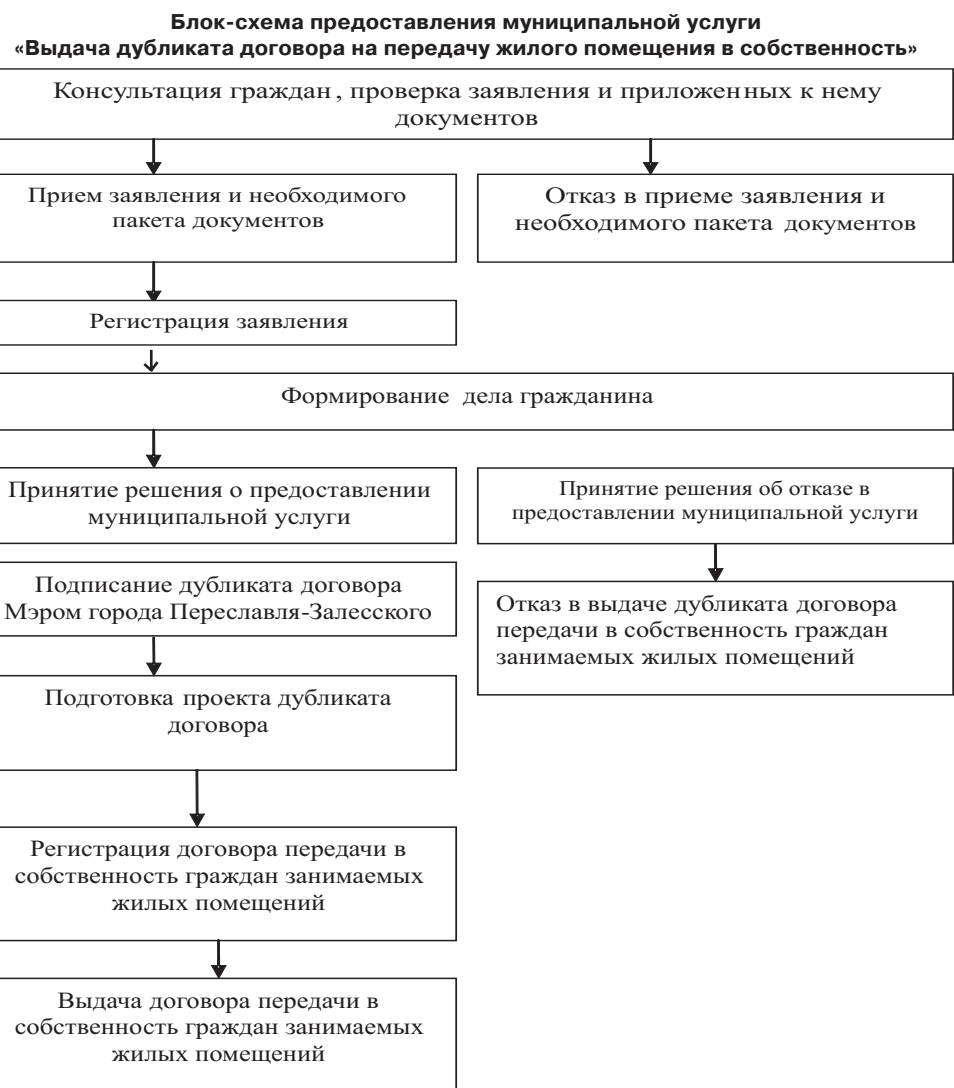 Блок-схема предоставления муниципальной услуги
«Выдача дубликата договора на передачу жилого помещения в собственность»
Консультация граждан, проверка заявления и приложенных к нему
документов
Прием заявления и необходимого
пакета документов
Отказ в приеме заявления и
необходимого пакета документов
Регистрация заявления
Формирование дела гражданина
Принятие решения о предоставлении
муниципальной услуги
Принятие решения об отказе в
предоставлении муниципальной услуги
Подписание дубликата договора
Мэром города Переславля-Залесского
Отказ в выдаче дубликата договора
передачи в собственность граждан
занимаемых жилых помещений
Подготовка проекта дубликата
договора
Регистрация договора передачи в
собственность граждан занимаемых
жилых помещений
Выдача договора передачи в
собственность граждан занимаемых
жилых помещений